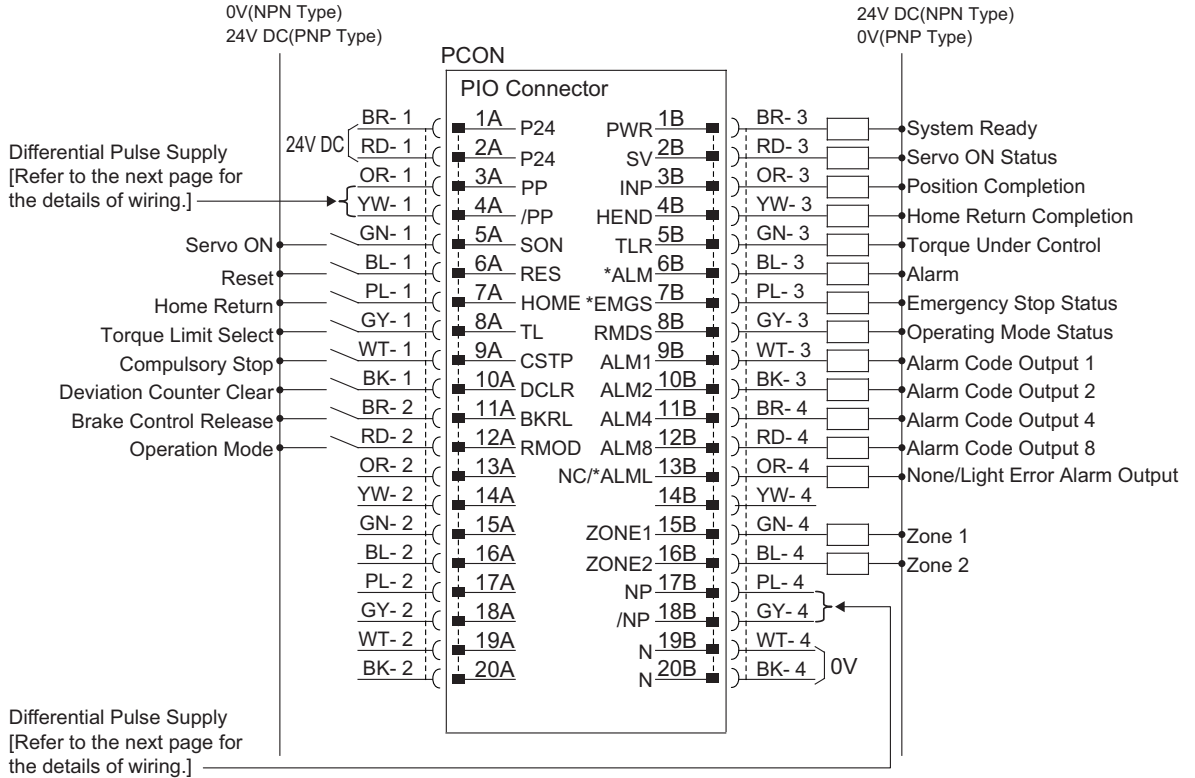 0V(NPN Type)
24V DC(PNP Type)
24V DC(NPN Type)
0V(PNP Type)
PCON
PIO Connector
BR- 1 1A P24 PWR 1B BR- 3 System Ready
24V DC
RD- 1 2A P24 SV 2B RD- 3 Servo ON Status
Differential Pulse Supply
[Refer to the next page for
the details of wiring.]
OR- 1 3A PP INP 3B OR- 3 Position Completion
YW- 1 4A /PP HEND 4B YW- 3 Home Return Completion
Servo ON GN- 1 5A SON TLR 5B GN- 3 Torque Under Control
Reset BL- 1 6A RES *ALM 6B BL- 3 Alarm
Home Return PL- 1 7A HOME *EMGS 7B PL- 3 Emergency Stop Status
Torque Limit Select GY- 1 8A TL RMDS 8B GY- 3 Operating Mode Status
Compulsory Stop WT- 1 9A CSTP ALM1 9B WT- 3 Alarm Code Output 1
Deviation Counter Clear BK- 1 10A DCLR ALM2 10B BK- 3 Alarm Code Output 2
Brake Control Release BR- 2 11A BKRL ALM4 11B BR- 4 Alarm Code Output 4
Operation Mode RD- 2 12A RMOD ALM8 12B RD- 4 Alarm Code Output 8
OR- 2 13A NC/*ALML 13B OR- 4 None/Light Error Alarm Output
YW- 2 14A 14B YW- 4
GN- 2 15A ZONE1 15B GN- 4 Zone 1
BL- 2 16A ZONE2 16B BL- 4 Zone 2
PL- 2 17A NP 17B PL- 4
GY- 2 18A /NP 18B GY- 4
WT- 2 19A N 19B WT- 4
BK- 2 20A N 20B BK- 4
0V
Differential Pulse Supply
[Refer to the next page for
the details of wiring.]